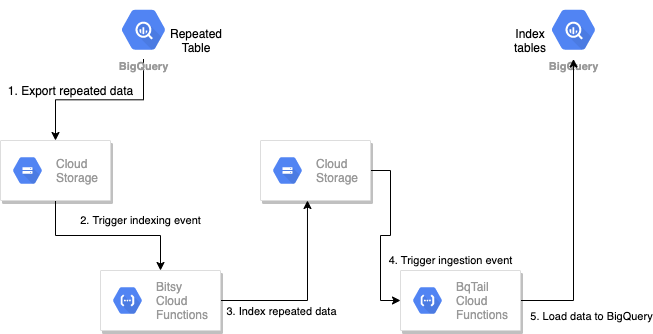 Repeated
Table
BigQuery
Index
tables
BigQuery
1. Export repeated data
Cloud
Storage
Cloud
Storage
2. Trigger indexing event
4. Trigger ingestion event
Bitsy
Cloud
Functions
3. Index repeated data
BqTail
Cloud
Functions
5. Load data to BigQuery